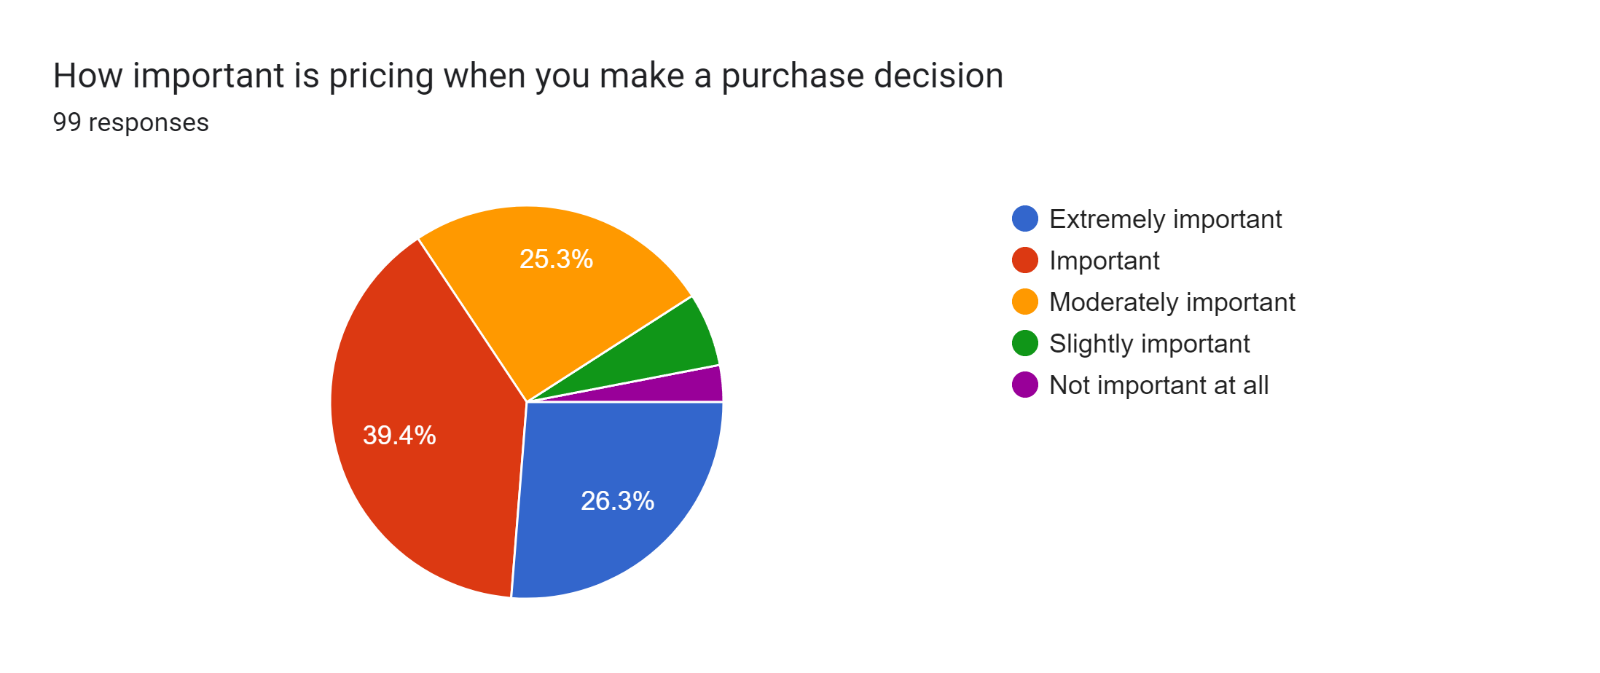 How important is pricing when you make a purchase decision
99 responses
25.3%
39.4%
26.3%
Extremely important
Important
Moderately important
Slightly important
Not important at all